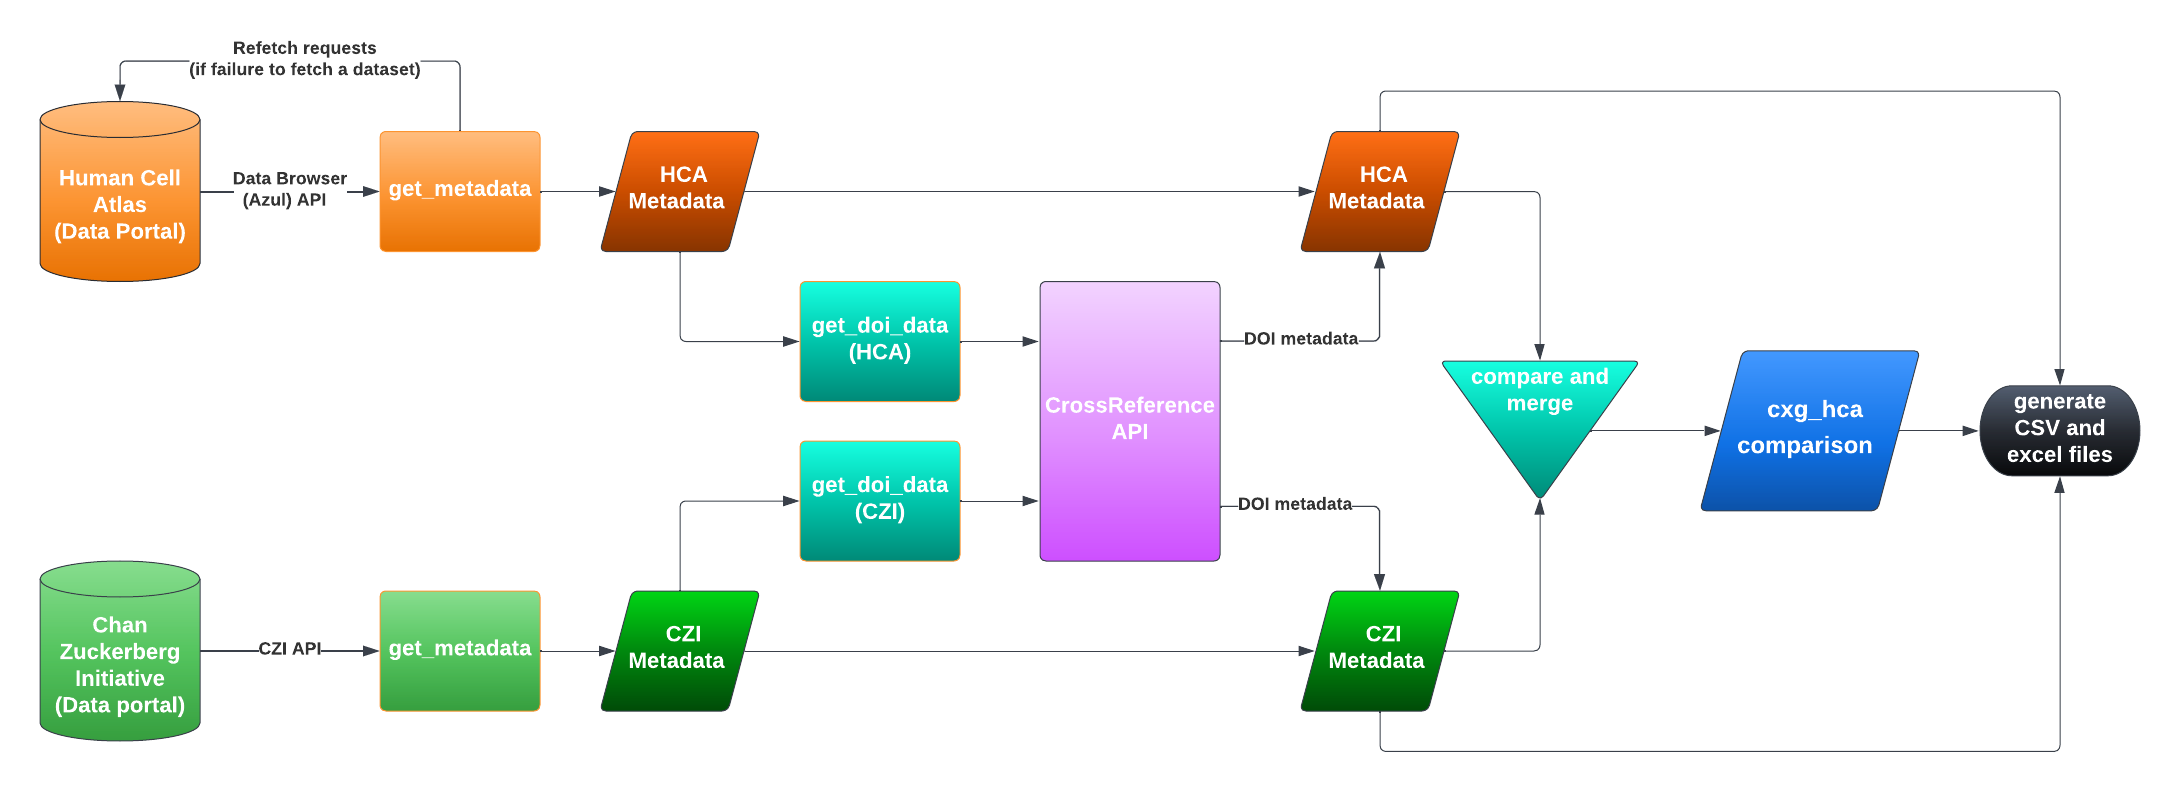 Refetch requests
(if failure to fetch a dataset)
Human Cell
Atlas
(Data Portal)
Data Browser
(Azul) API
get_metadata
HCA
Metadata
HCA
Metadata
get_doi_data
(HCA)
CrossReference
API
DOI metadata
compare and
merge
cxg_hca
comparison
generate
CSV and
excel files
get_doi_data
(CZI)
DOI metadata
Chan
Zuckerberg
Initiative
(Data portal)
CZI API
get_metadata
CZI
Metadata
CZI
Metadata